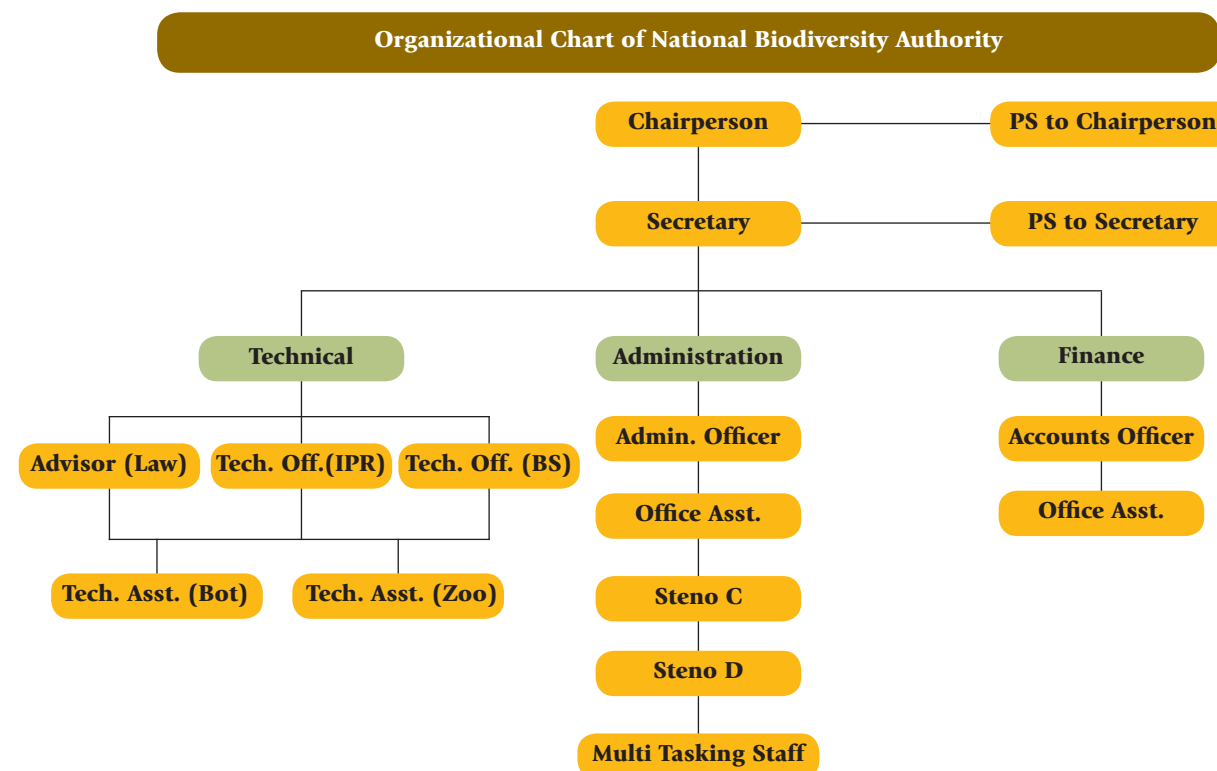 Organizational Chart of National Biodiversity Authority
Chairperson
PS to Chairperson
Secretary
PS to Secretary
Technical
Administration
Finance
Advisor (Law)
Tech. Off.(IPR)
Tech. Off. (BS)
Admin. Officer
Accounts Officer
Office Asst.
Office Asst.
Tech. Asst. (Bot)
Tech. Asst. (Zoo)
Steno C
Steno D
Multi Tasking Staff